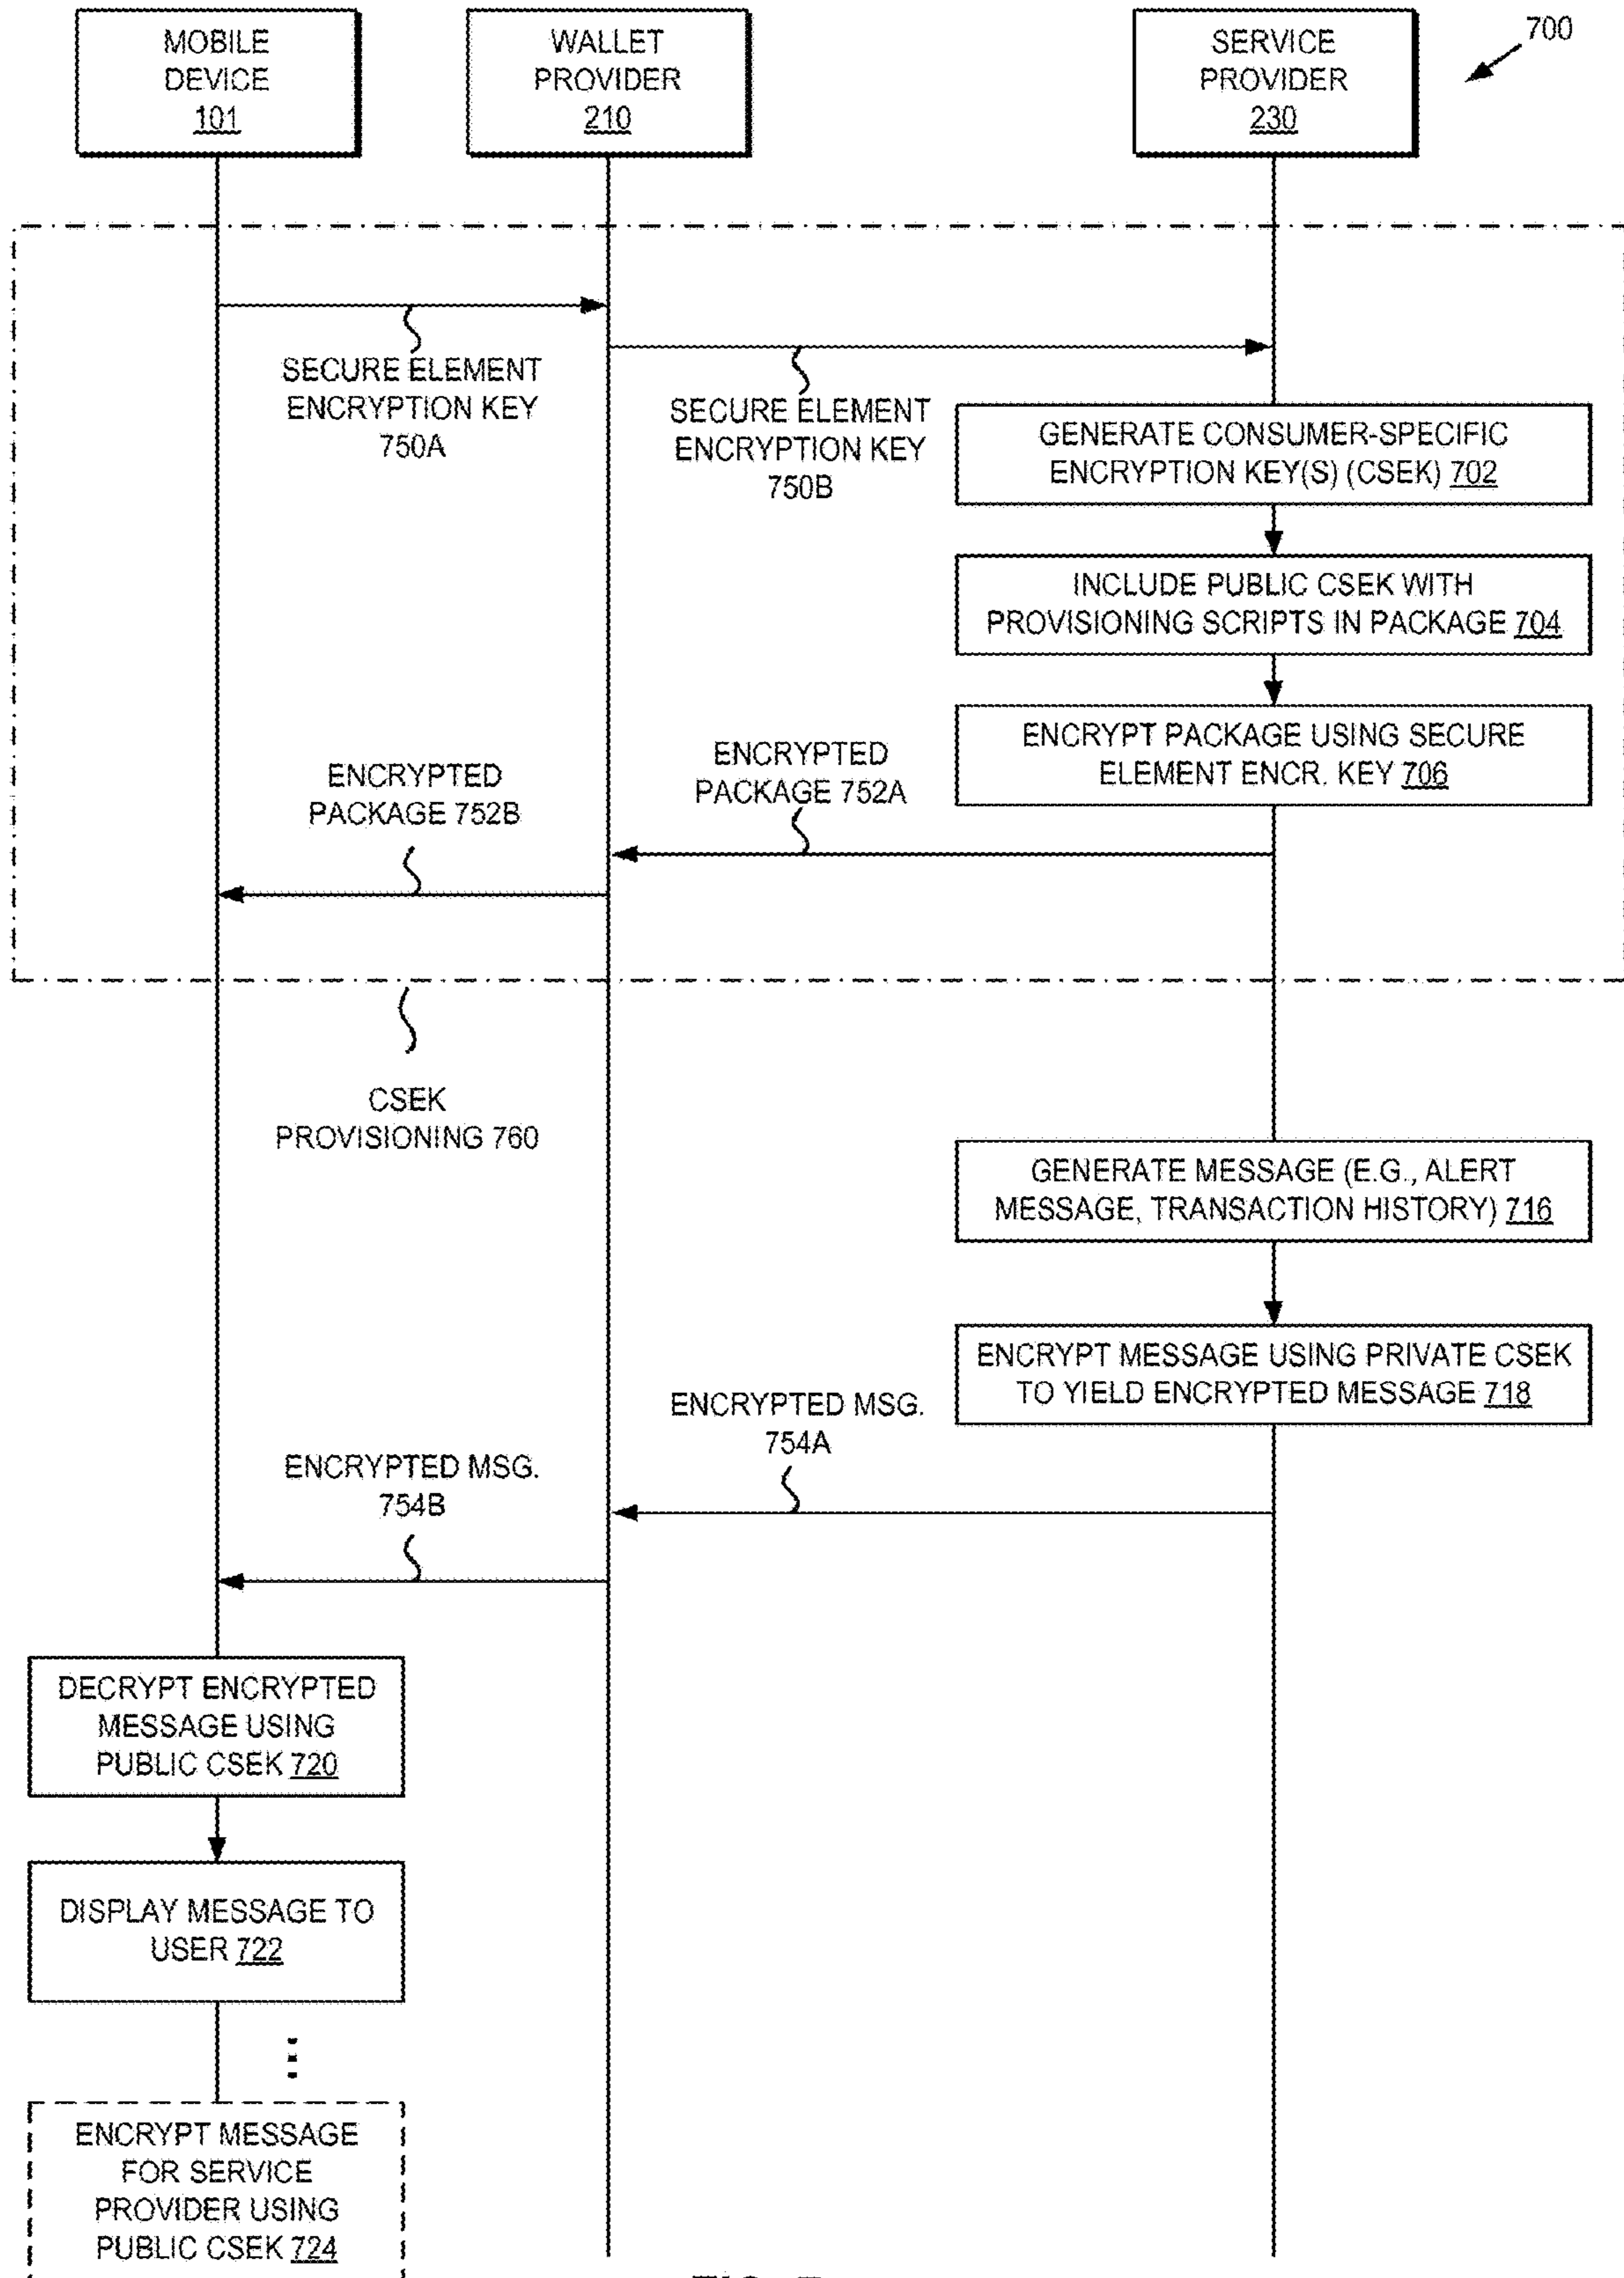 MOBILE
DEVICE
101
WALLET
PROVIDER
210
SERVICE
PROVIDER
230
700
SECURE ELEMENT
ENCRYPTION KEY
750A
SECURE ELEMENT
ENCRYPTION KEY
750B
GENERATE CONSUMER-SPECIFIC
ENCRYPTION KEY(S) (CSEK) 702
INCLUDE PUBLIC CSEK WITH
PROVISIONING SCRIPTS IN PACKAGE 704
ENCRYPT PACKAGE USING SECURE
ELEMENT ENCR. KEY 706
ENCRYPTED
PACKAGE 752A
ENCRYPTED
PACKAGE 752B
CSEK
PROVISIONING 760
GENERATE MESSAGE (E.G., ALERT
MESSAGE, TRANSACTION HISTORY) 716
ENCRYPT MESSAGE USING PRIVATE CSEK
TO YIELD ENCRYPTED MESSAGE 718
ENCRYPTED MSG.
754A
ENCRYPTED MSG.
754B
DECRYPT ENCRYPTED
MESSAGE USING
PUBLIC CSEK 720
DISPLAY MESSAGE TO
USER 722
ENCRYPT MESSAGE
FOR SERVICE
PROVIDER USING
PUBLIC CSEK 724